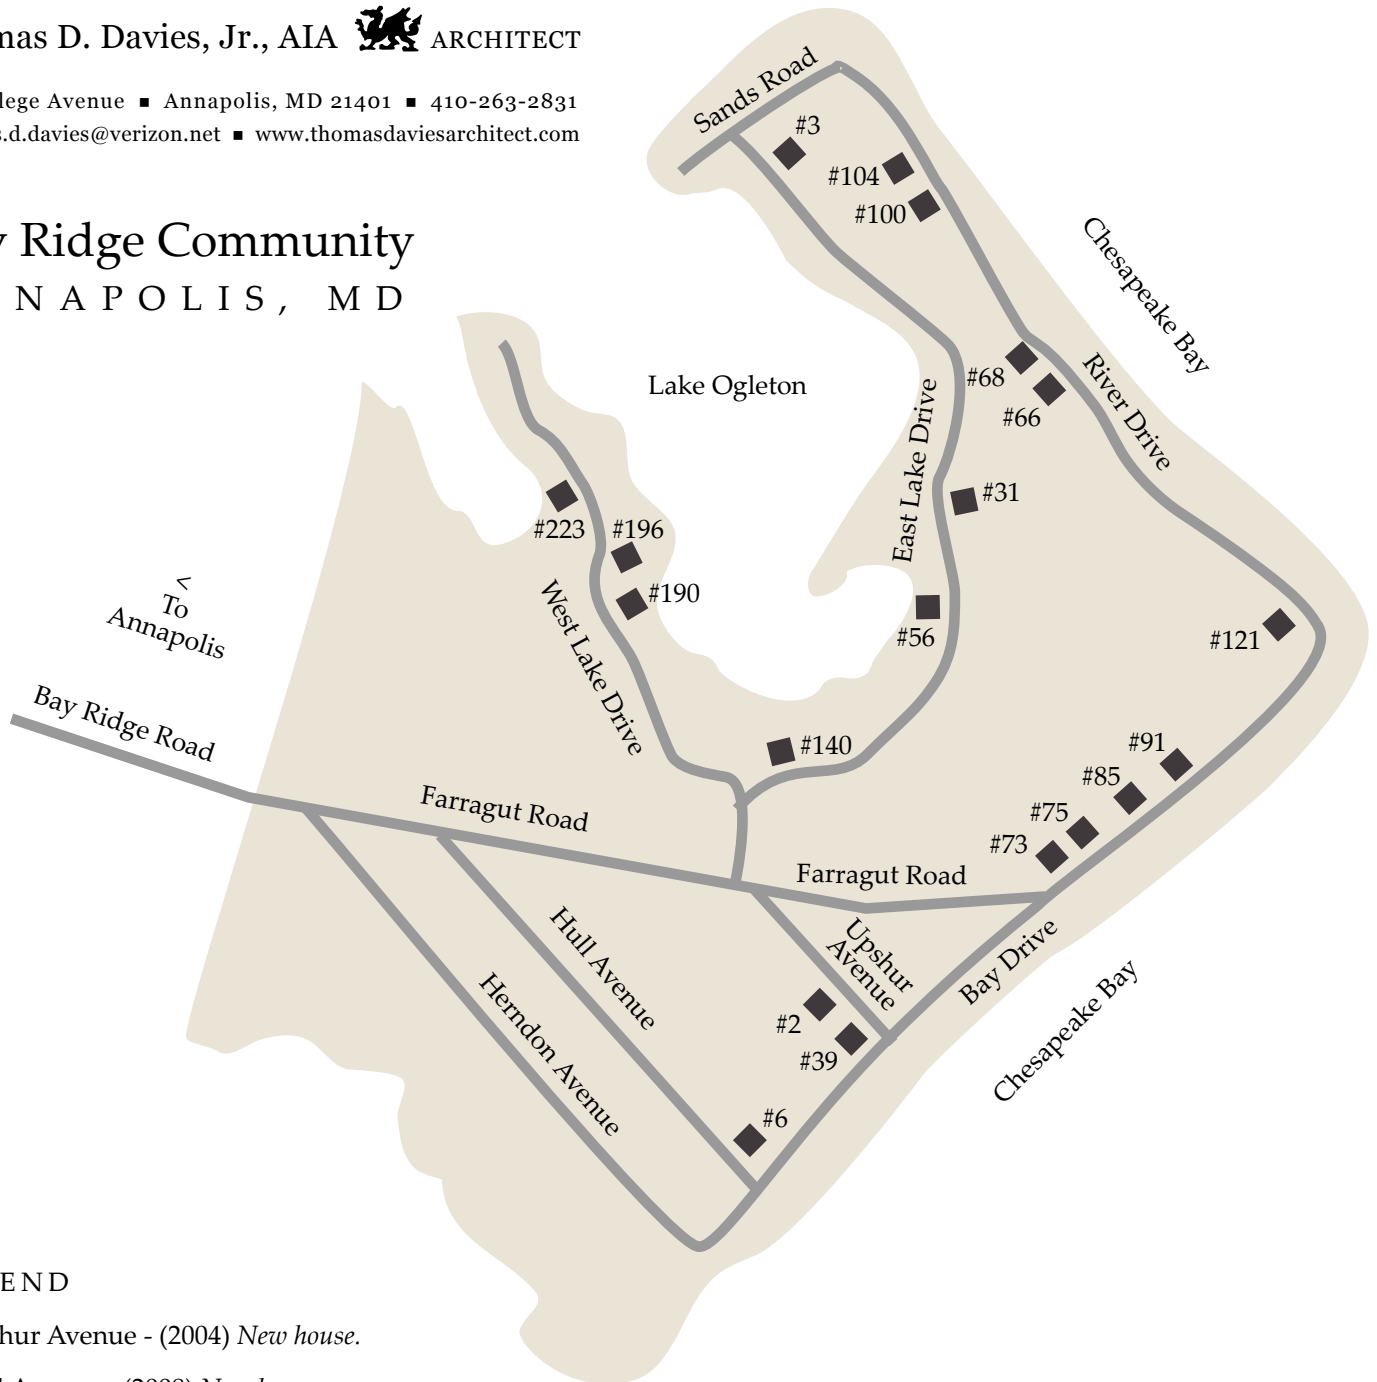 mas D. Davies, Jr., AIA ARCHITECT
lege Avenue ■ Annapolis, MD 21401 ■ 410-263-2831
s.d.davies@verizon.net ■ www.thomasdaviesarchitect.com
y Ridge Community
NAPOLIS, MD
Sands Road
#3
#104
#100
Chesapeake Bay
Lake Ogleton
#68
#66
River Drive
East Lake Drive
#31
#223
#196
#190
West Lake Drive
#56
#121
<
To
Annapolis
Bay Ridge Road
#140
#91
#85
#75
#73
Farragut Road
Farragut Road
Upshur
Avenue
Bay Drive
Chesapeake Bay
Hull Avenue
Herndon Avenue
#2
#39
#6
END
hur Avenue - (2004) New house.